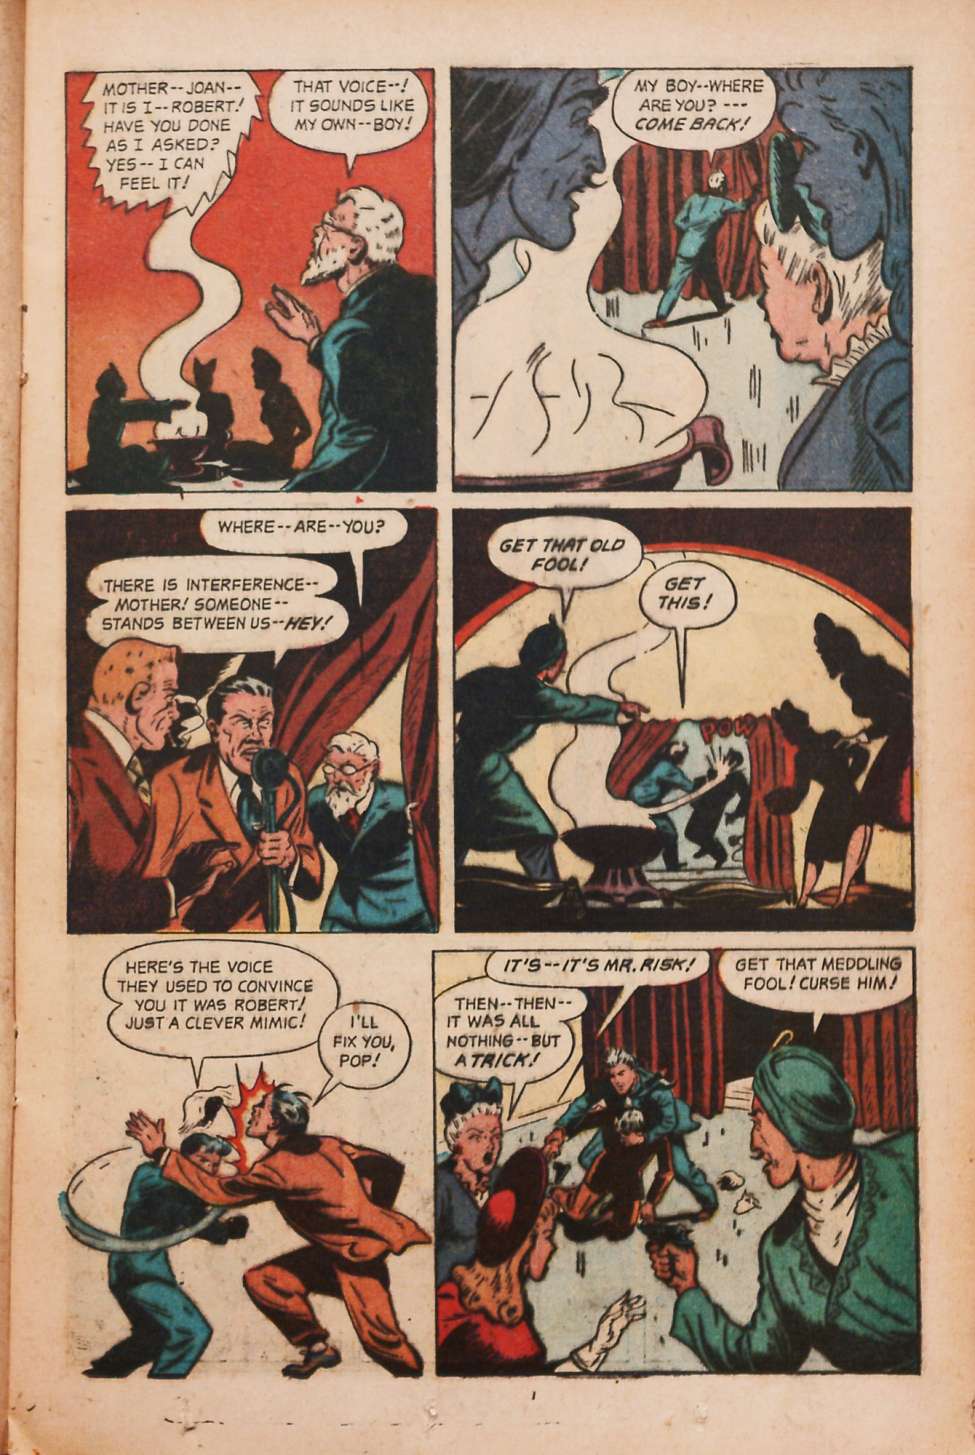 MOTHER--JOAN--
IT IS I--ROBERT!
HAVE YOU DONE
AS I ASKED?
YES-- I CAN
FEEL IT!
THAT VOICE--!
IT SOUNDS LIKE
MY OWN--BOY!
MY BOY--WHERE
ARE YOU? ---
COME BACK!
WHERE--ARE--YOU?
THERE IS INTERFERENCE--
MOTHER! SOMEONE--
STANDS BETWEEN US--HEY!
GET THAT OLD
FOOL!
GET
THIS!
POW
HERE'S THE VOICE
THEY USED TO CONVINCE
YOU IT WAS ROBERT!
JUST A CLEVER MIMIC!
I'LL
FIX YOU,
POP!
IT'S--IT'S MR. RISK!
THEN--THEN--
IT WAS ALL
NOTHING--BUT
A TRICK!
GET THAT MEDDLING
FOOL! CURSE HIM!